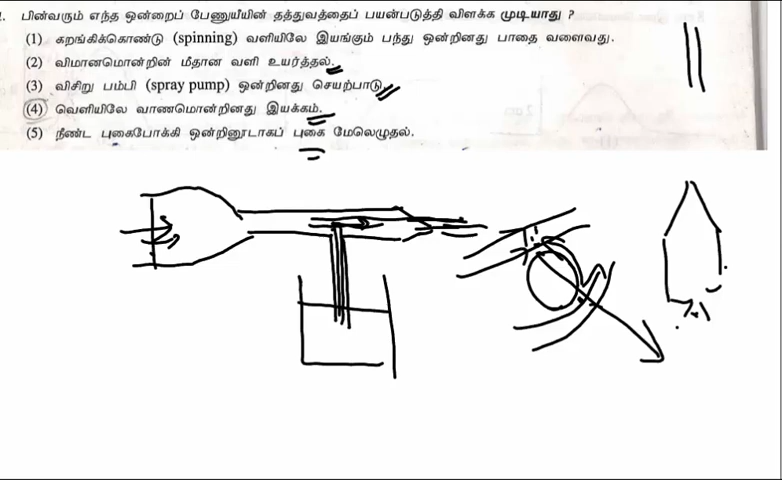 2. பின்வரும் எந்த ஒன்றைப் பேணுயீயின் தத்துவத்தைப் பயன்படுத்தி விளக்க முடியாது ?
(1) கறங்கிக்கொண்டு (spinning) வளியிலே இயங்கும் பந்து ஒன்றினது பாதை வளைவது.
(2) விமானமொன்றின் மீதான வளி உயர்த்தல்.
(3) விசிறு பம்பி (spray pump) ஒன்றினது செயற்பாடு.
(4) வெளியிலே வாணமொன்றினது இயக்கம்.
(5) நீண்ட புகைபோக்கி ஒன்றினூடாகப் புகை மேலெழுதல்.